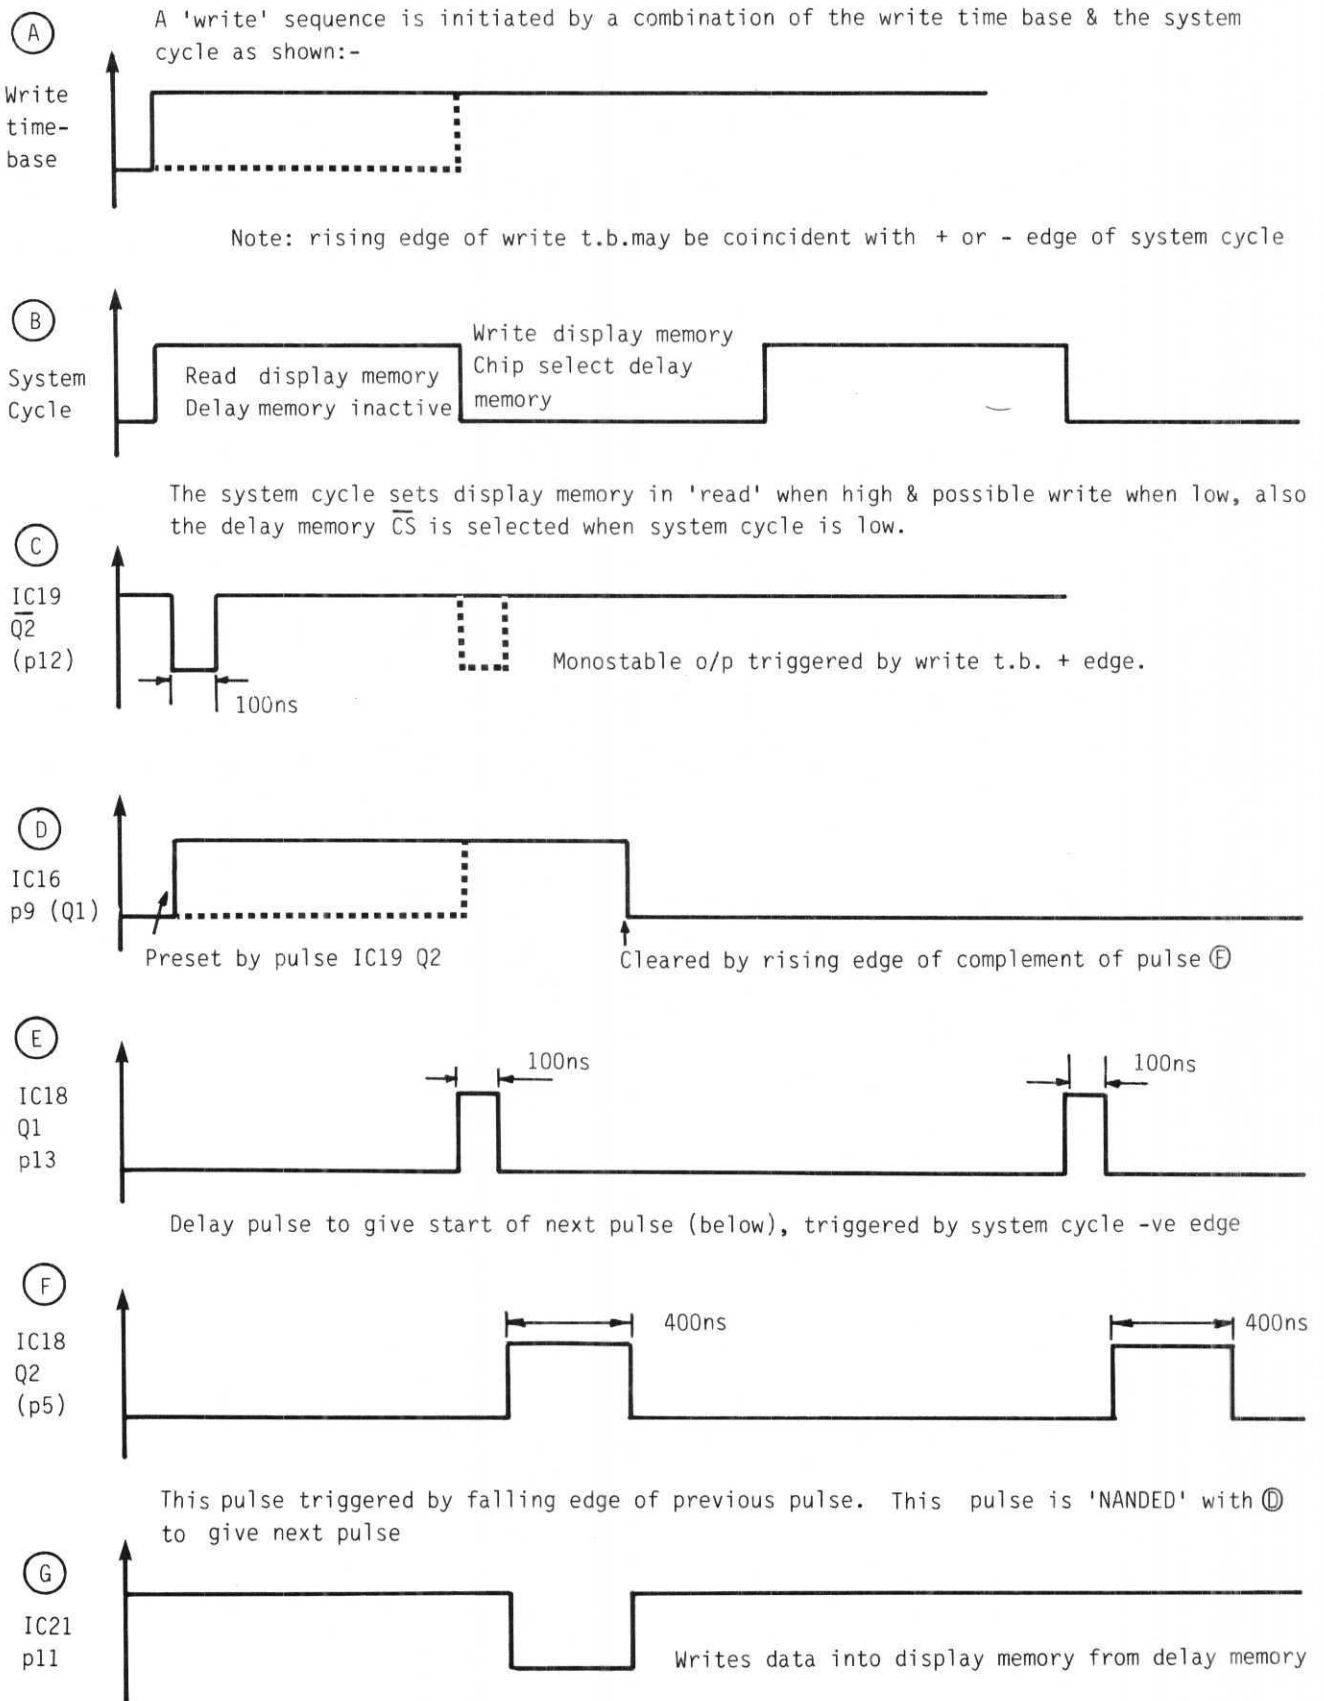 A
A 'write' sequence is initiated by a combination of the write time base & the system
cycle as shown:-
Write
time-
base
Note: rising edge of write t.b.may be coincident with + or - edge of system cycle
B
System
Cycle
Read display memory
Delay memory inactive
Write display memory
Chip select delay
memory
The system cycle sets display memory in 'read' when high & possible write when low, also
the delay memory C̅S̅ is selected when system cycle is low.
C
IC19
Q̅2̅
(p12)
100ns
Monostable o/p triggered by write t.b. + edge.
D
IC16
p9 (Q1)
Preset by pulse IC19 Q2
Cleared by rising edge of complement of pulse Ⓕ
E
IC18
Q1
p13
100ns
100ns
Delay pulse to give start of next pulse (below), triggered by system cycle -ve edge
F
IC18
Q2
(p5)
400ns
400ns
This pulse triggered by falling edge of previous pulse. This pulse is 'NANDED' with Ⓓ
to give next pulse
G
IC21
p11
Writes data into display memory from delay memory